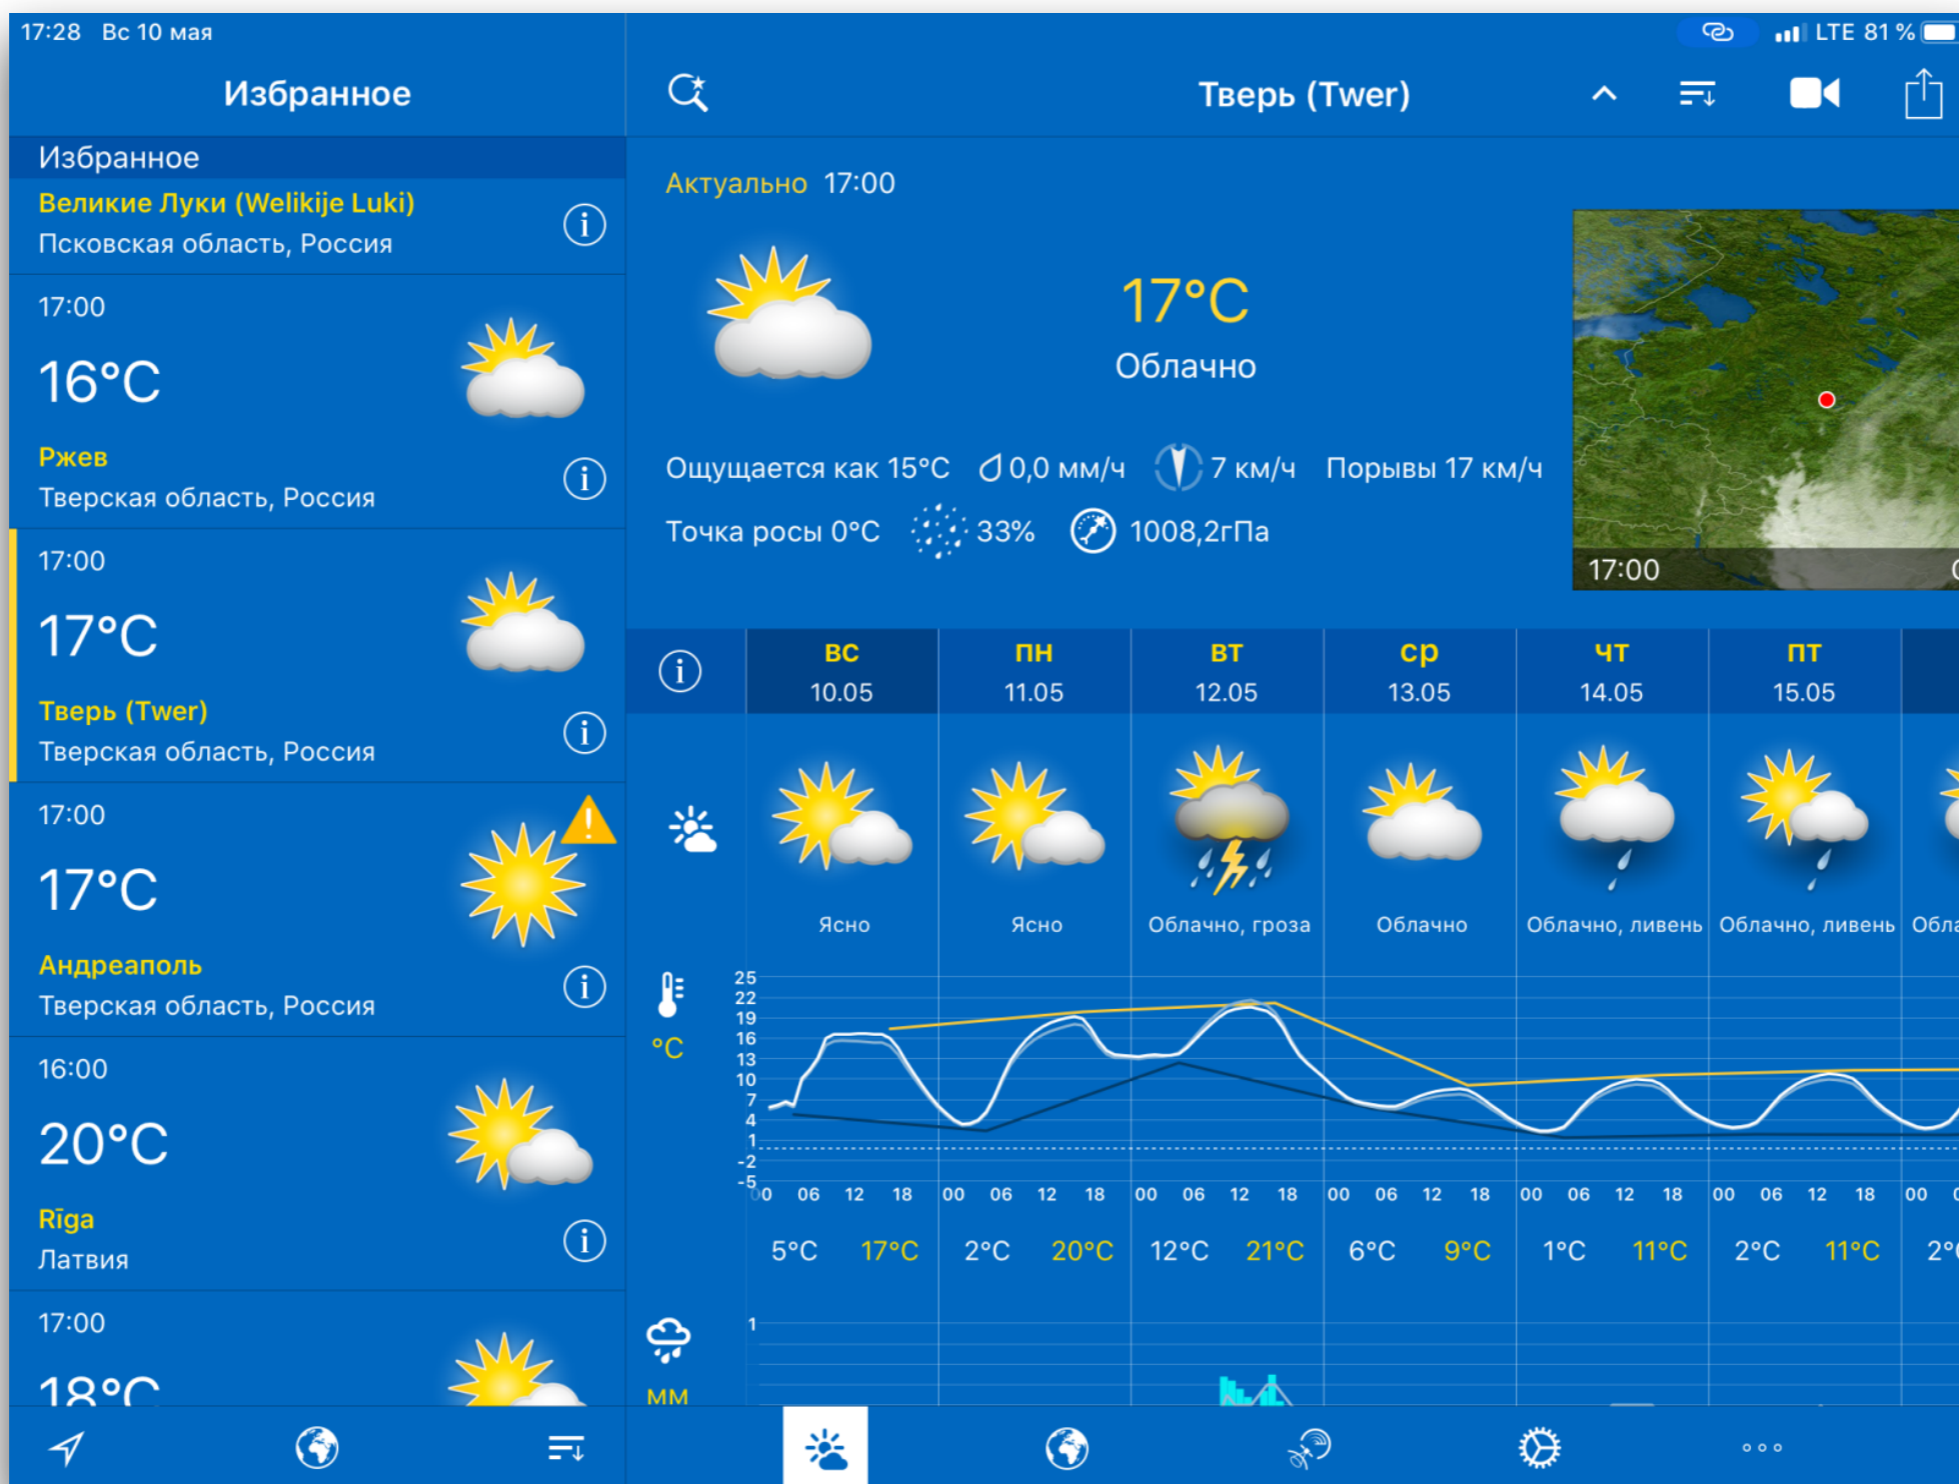 17:28 Вс 10 мая
LTE 81 %
Избранное
Тверь (Twer)
Избранное
Великие Луки (Welikije Luki)
Псковская область, Россия
17:00
16°C
Ржев
Тверская область, Россия
17:00
17°C
Тверь (Twer)
Тверская область, Россия
17:00
17°C
Андреаполь
Тверская область, Россия
16:00
20°C
Rīga
Латвия
17:00
18°C
Актуально 17:00
17°C
Облачно
Ощущается как 15°C 0,0 мм/ч 7 км/ч Порывы 17 км/ч
Точка росы 0°C 33% 1008,2гПа
17:00
вс пн вт ср чт пт
10.05 11.05 12.05 13.05 14.05 15.05
Ясно Ясно Облачно, гроза Облачно Облачно, ливень Облачно, ливень
°C
25
22
19
16
13
10
7
4
1
-2
-5
00 06 12 18 00 06 12 18 00 06 12 18 00 06 12 18 00 06 12 18 00 06 12 18 00
5°C 17°C 2°C 20°C 12°C 21°C 6°C 9°C 1°C 11°C 2°C 11°C
1
мм